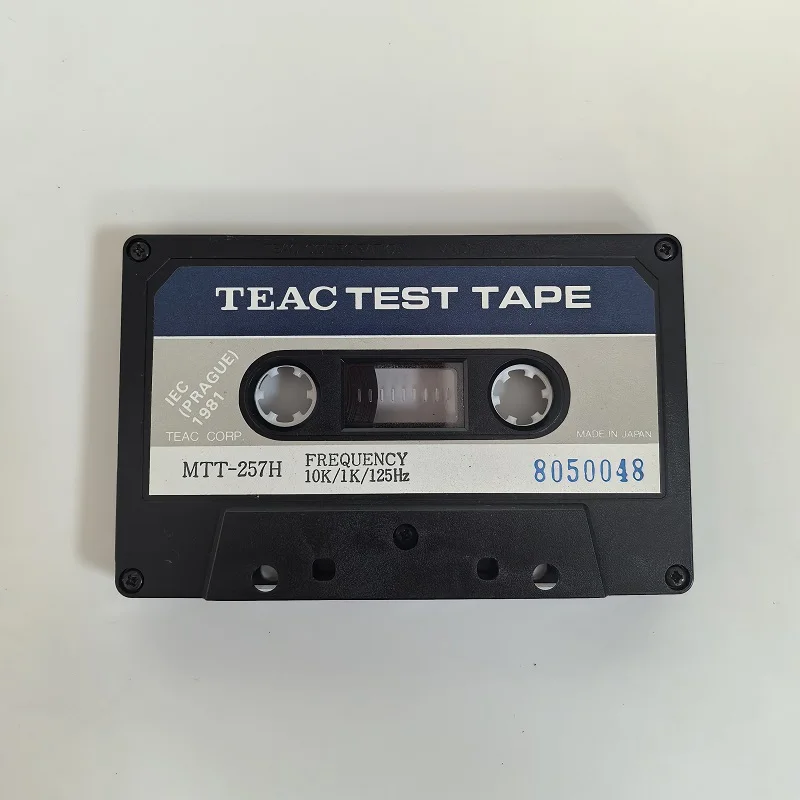 TEAC TEST TAPE
IEC
(PRAGUE)
1981
TEAC CORP.
MADE IN JAPAN
MTT-257H
FREQUENCY
10K/1K/125Hz
8050048